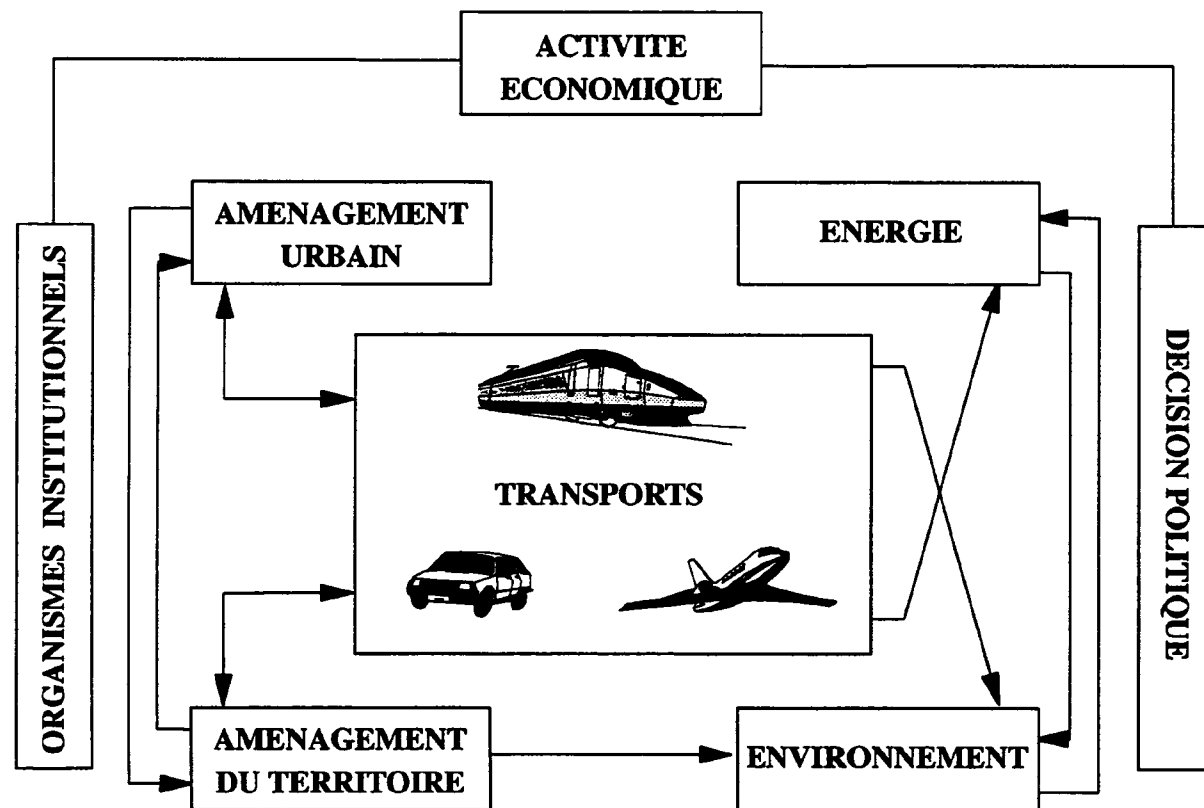 ACTIVITE
ECONOMIQUE
AMENAGEMENT
URBAIN
ENERGIE
ORGANISMES INSTITUTIONNELS
DECISION POLITIQUE
TRANSPORTS
AMENAGEMENT
DU TERRITOIRE
ENVIRONNEMENT